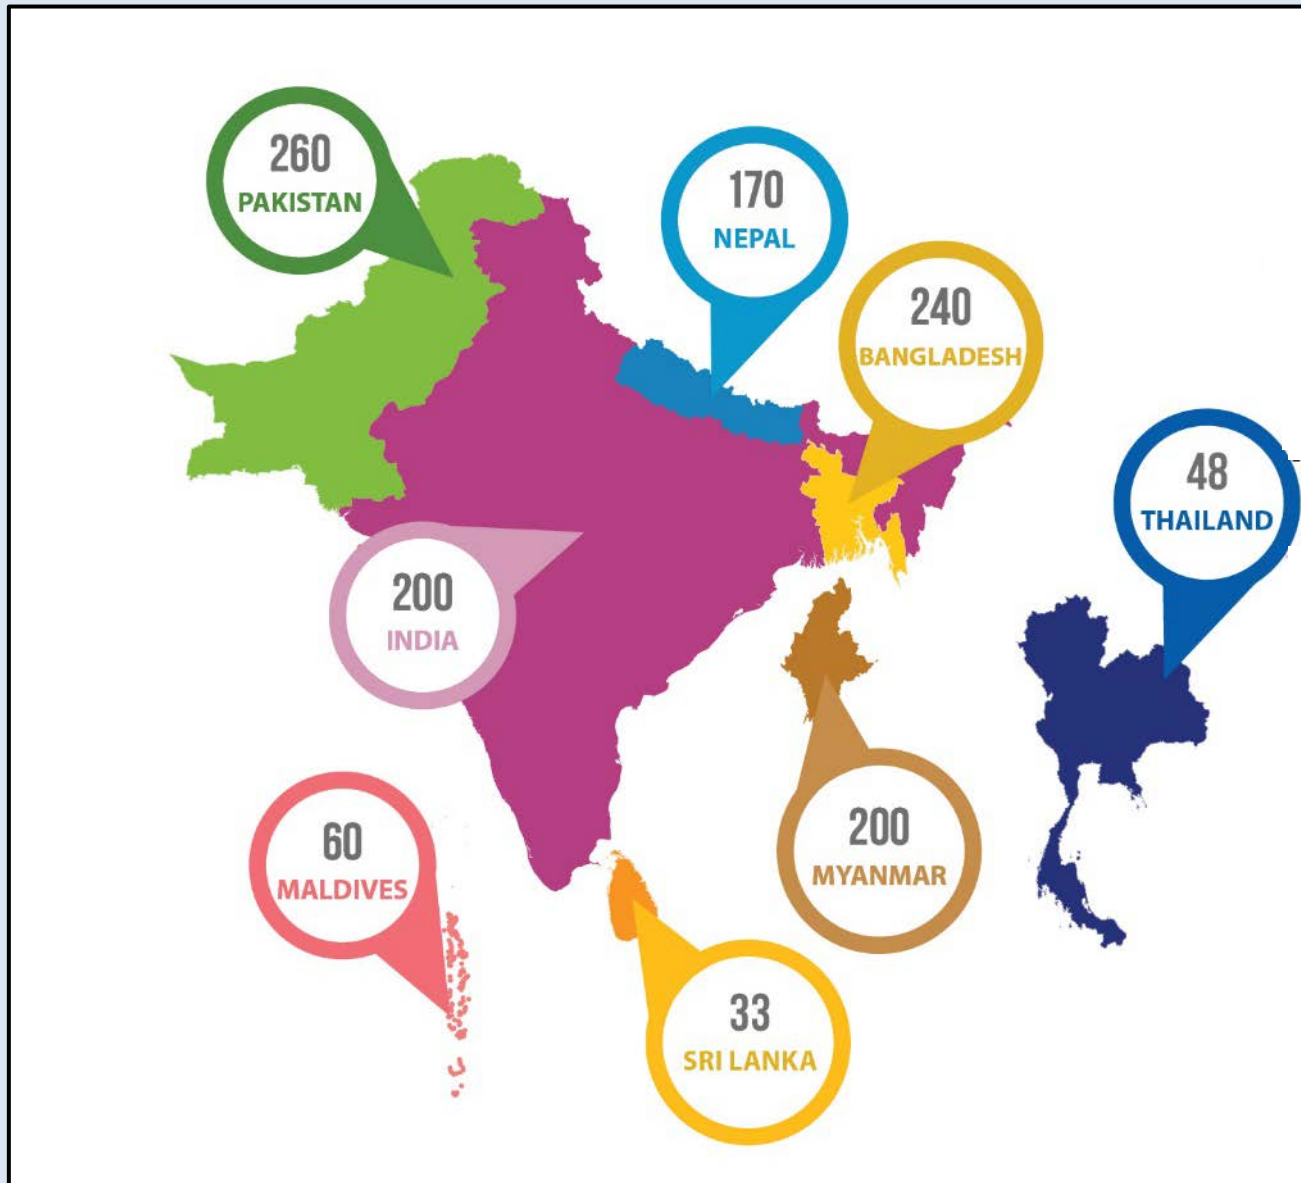 260
PAKISTAN
170
NEPAL
240
BANGLADESH
48
THAILAND
200
INDIA
200
MYANMAR
60
MALDIVES
33
SRI LANKA